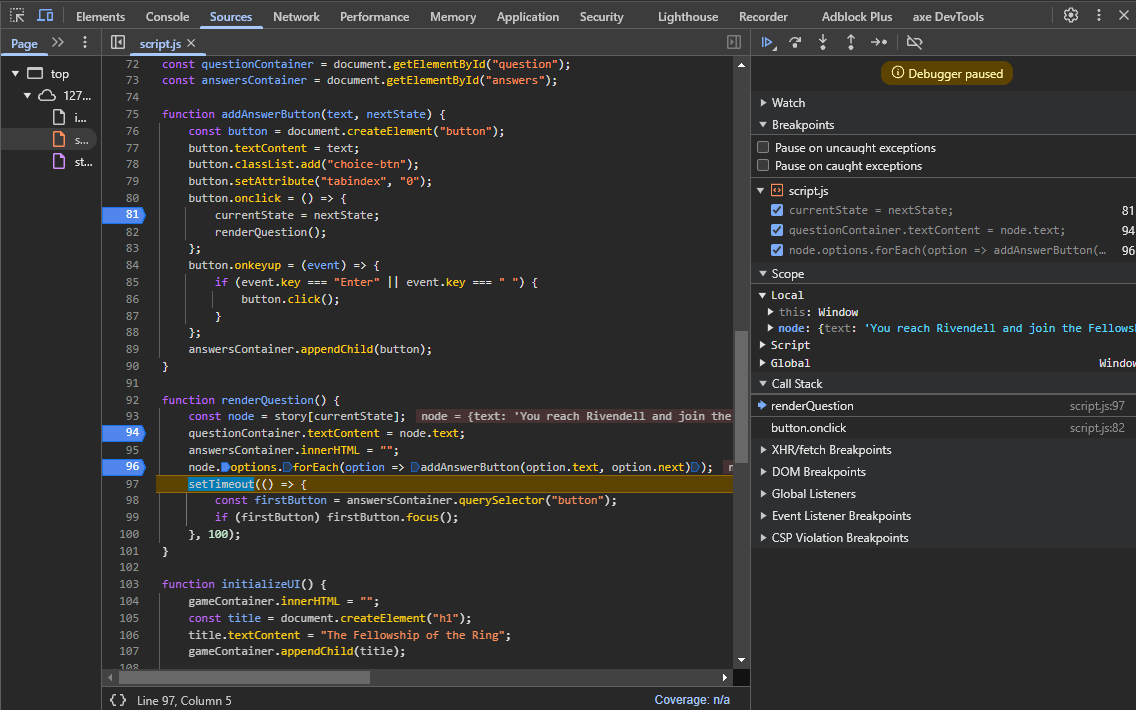 Elements Console Sources Network Performance Memory Application Security Lighthouse Recorder Adblock Plus axe DevTools
Page
script.js
top
127...
i...
s...
st...
72 const questionContainer = document.getElementById("question");
73 const answersContainer = document.getElementById("answers");
74
75 function addAnswerButton(text, nextState) {
76 const button = document.createElement("button");
77 button.textContent = text;
78 button.classList.add("choice-btn");
79 button.setAttribute("tabindex", "0");
80 button.onclick = () => {
81 currentState = nextState;
82 renderQuestion();
83 };
84 button.onkeyup = (event) => {
85 if (event.key === "Enter" || event.key === " ") {
86 button.click();
87 }
88 };
89 answersContainer.appendChild(button);
90 }
91
92 function renderQuestion() {
93 const node = story[currentState]; node = {text: 'You reach Rivendell and join the
94 questionContainer.textContent = node.text;
95 answersContainer.innerHTML = "";
96 node.options.forEach(option => addAnswerButton(option.text, option.next));
97 setTimeout(() => {
98 const firstButton = answersContainer.querySelector("button");
99 if (firstButton) firstButton.focus();
100 }, 100);
101 }
102
103 function initializeUI() {
104 gameContainer.innerHTML = "";
105 const title = document.createElement("h1");
106 title.textContent = "The Fellowship of the Ring";
107 gameContainer.appendChild(title);
108
{} Line 97, Column 5 Coverage: n/a
Debugger paused
Watch
Breakpoints
Pause on uncaught exceptions
Pause on caught exceptions
script.js
currentState = nextState; 81
questionContainer.textContent = node.text; 94
node.options.forEach(option => addAnswerButton(… 96
Scope
Local
this: Window
node: {text: 'You reach Rivendell and join the Fellows
Script
Global Window
Call Stack
renderQuestion script.js:97
button.onclick script.js:82
XHR/fetch Breakpoints
DOM Breakpoints
Global Listeners
Event Listener Breakpoints
CSP Violation Breakpoints